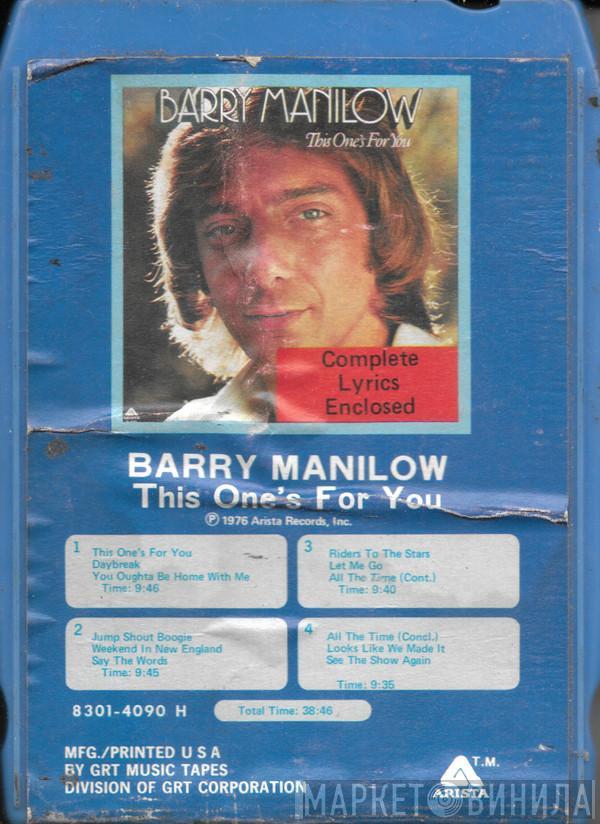 BARRY MANILOW
This One's For You
Complete
Lyrics
Enclosed
BARRY MANILOW
This One's For You
℗ 1976 Arista Records, Inc.
1 This One's For You
Daybreak
You Oughta Be Home With Me
Time: 9:46
2 Jump Shout Boogie
Weekend In New England
Say The Words
Time: 9:45
3 Riders To The Stars
Let Me Go
All The Time (Cont.)
Time: 9:40
4 All The Time (Concl.)
Looks Like We Made It
See The Show Again
Time: 9:35
8301-4090 H
Total Time: 38:46
MFG./PRINTED U S A
BY GRT MUSIC TAPES
DIVISION OF GRT CORPORATION
T.M.
ARISTA
МАРКЕТ ВИНИЛА